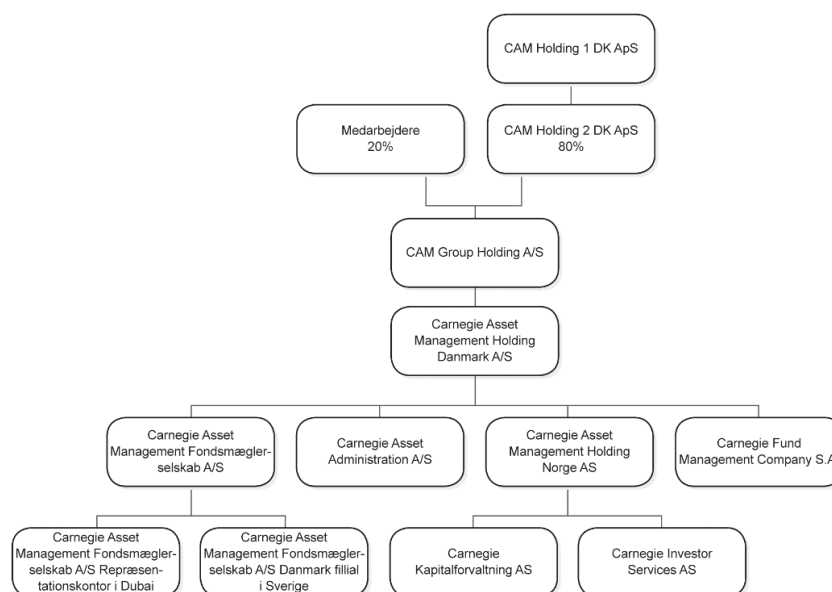 CAM Holding 1 DK ApS
Medarbejdere
20%
CAM Holding 2 DK ApS
80%
CAM Group Holding A/S
Carnegie Asset
Management Holding
Danmark A/S
Carnegie Asset
Management Fondsmægler-
selskab A/S
Carnegie Asset
Administration A/S
Carnegie Asset
Management Holding
Norge AS
Carnegie Fund
Management Company S.A
Carnegie Asset
Management Fondsmægler-
selskab A/S Repræsen-
tationskontor i Dubai
Carnegie Asset
Management Fondsmægler-
selskab A/S Danmark fillial
i Sverige
Carnegie
Kapitalforvaltning AS
Carnegie Investor
Services AS